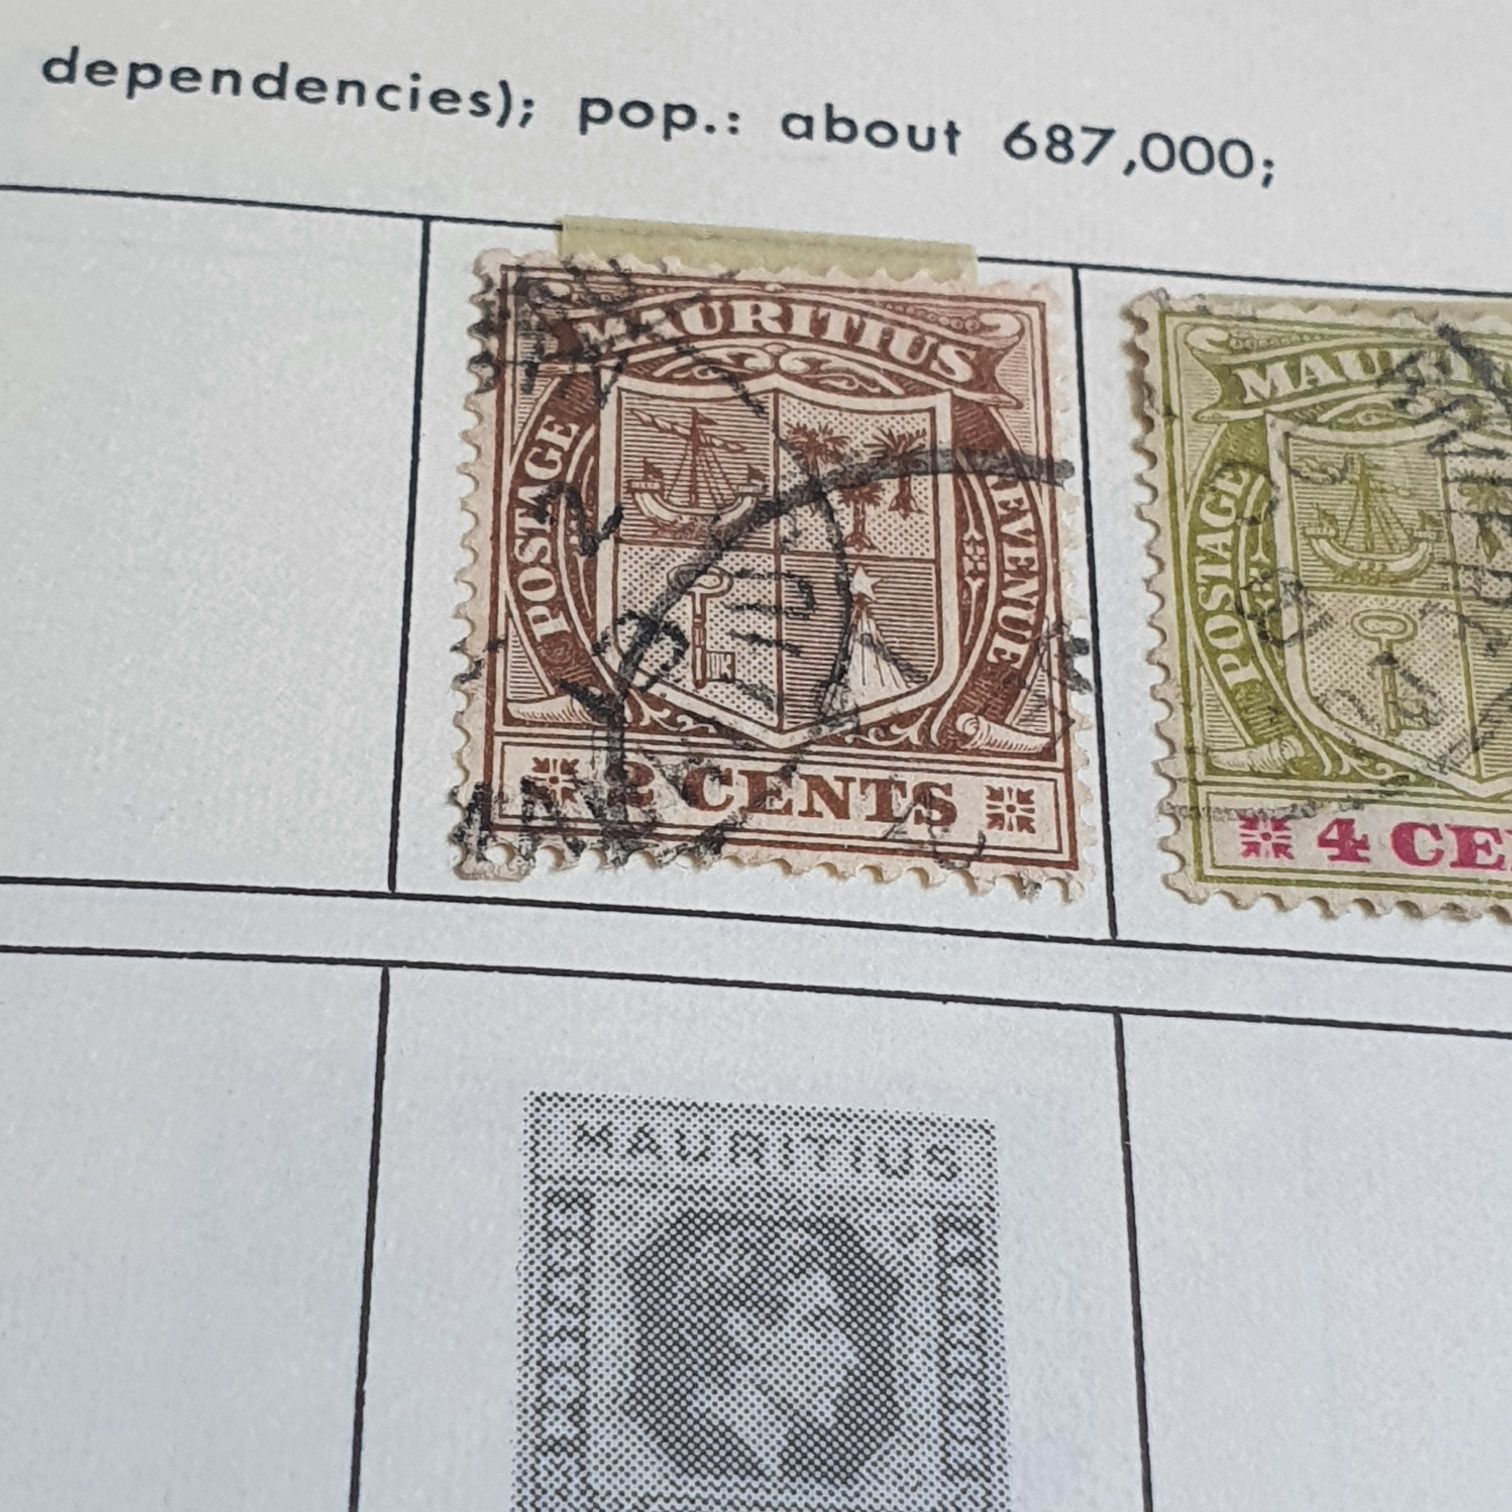 dependencies); pop.: about 687,000;
MAURITIUS
POSTAGE
REVENUE
2 CENTS
POSTAGE
4
MAURITIUS